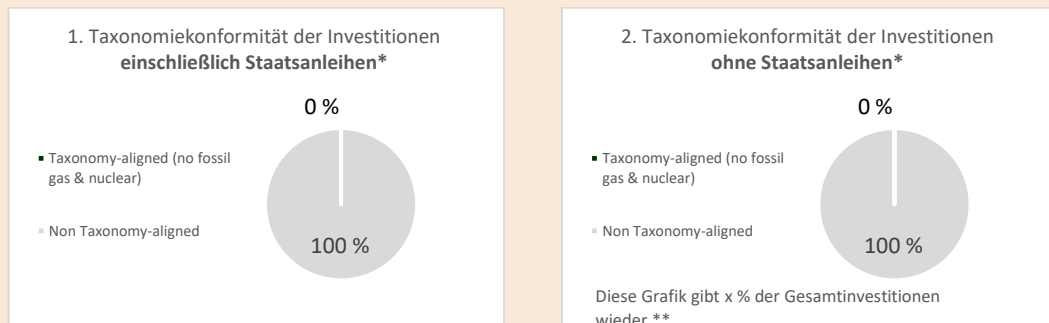 1. Taxonomiekonformität der Investitionen
einschließlich Staatsanleihen*
0 %
Taxonomy-aligned (no fossil
gas & nuclear)
Non Taxonomy-aligned
100 %
2. Taxonomiekonformität der Investitionen
ohne Staatsanleihen*
0 %
Taxonomy-aligned (no fossil
gas & nuclear)
Non Taxonomy-aligned
100 %
Diese Grafik gibt x % der Gesamtinvestitionen
wieder.**